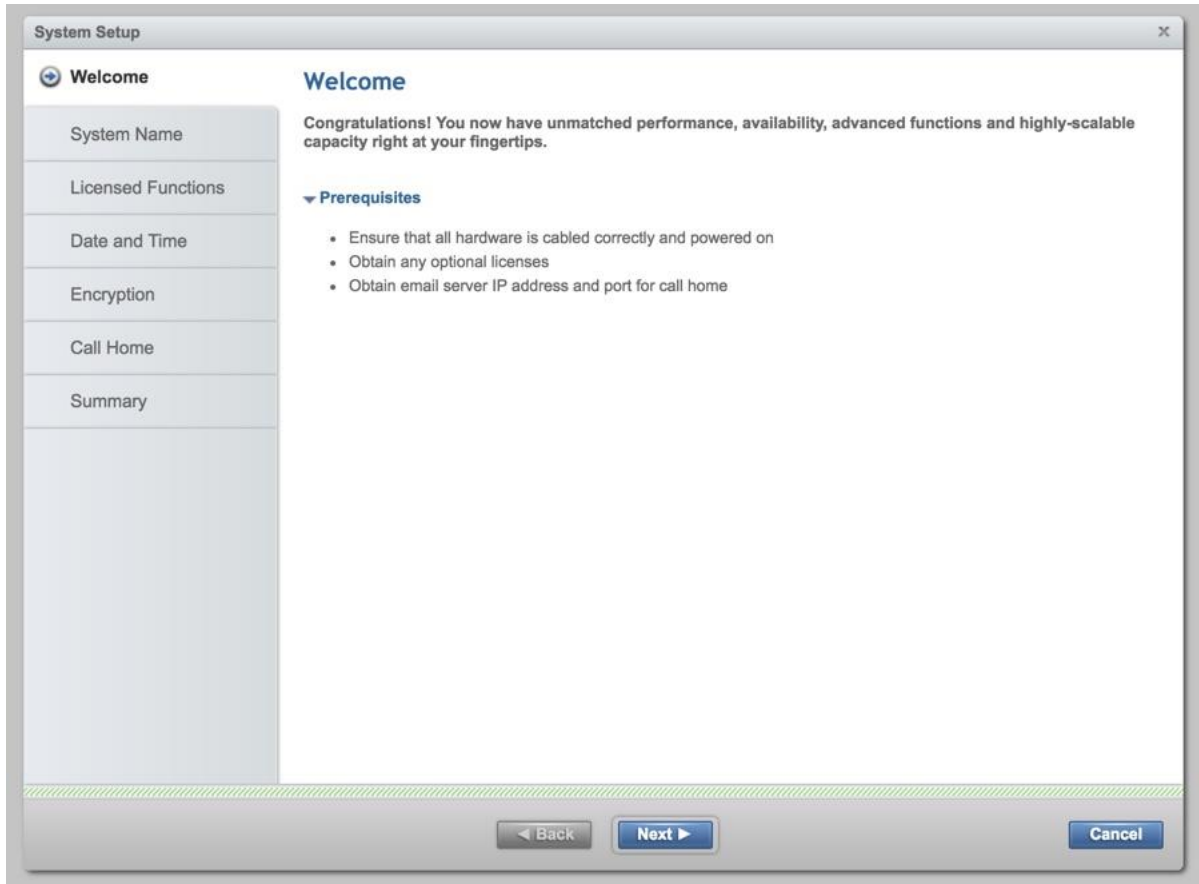 System Setup
x
Welcome
System Name
Licensed Functions
Date and Time
Encryption
Call Home
Summary
Welcome
Congratulations! You now have unmatched performance, availability, advanced functions and highly-scalable
capacity right at your fingertips.
Prerequisites
• Ensure that all hardware is cabled correctly and powered on
• Obtain any optional licenses
• Obtain email server IP address and port for call home
Back
Next
Cancel